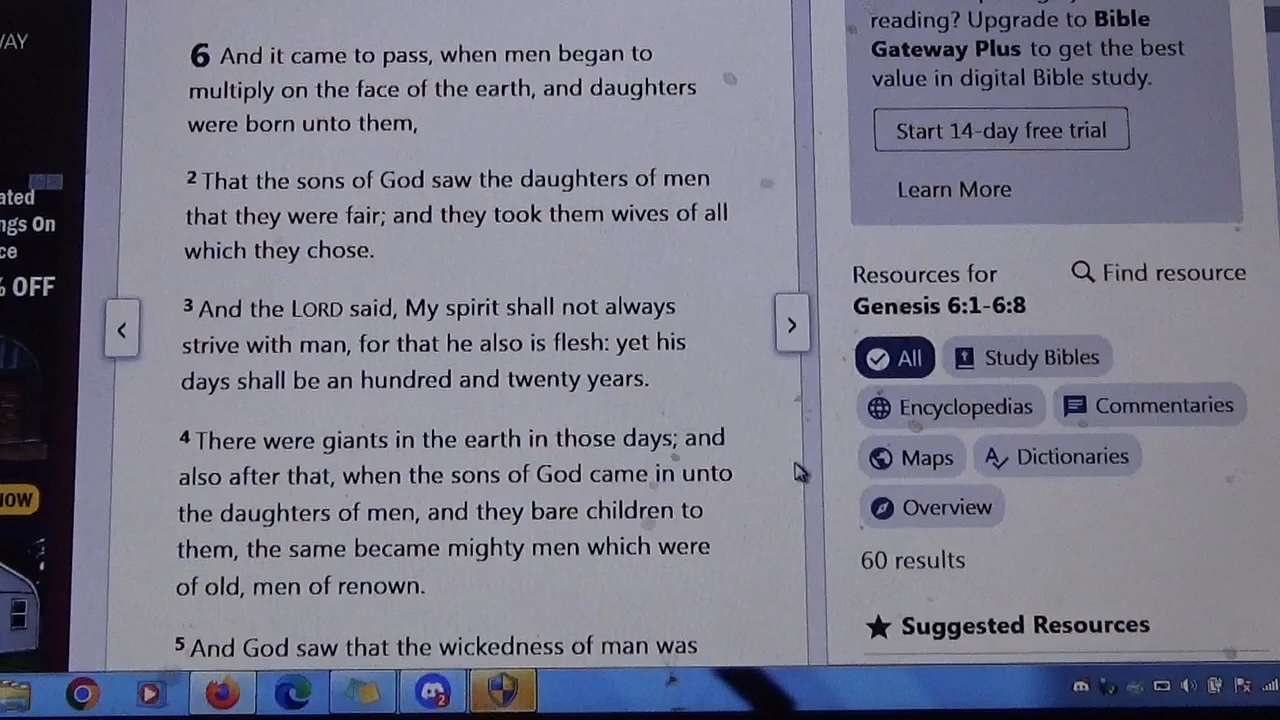 WAY
6 And it came to pass, when men began to
multiply on the face of the earth, and daughters
were born unto them,
2 That the sons of God saw the daughters of men
that they were fair; and they took them wives of all
which they chose.
3 And the LORD said, My spirit shall not always
strive with man, for that he also is flesh: yet his
days shall be an hundred and twenty years.
4 There were giants in the earth in those days; and
also after that, when the sons of God came in unto
the daughters of men, and they bare children to
them, the same became mighty men which were
of old, men of renown.
5 And God saw that the wickedness of man was
reading? Upgrade to Bible
Gateway Plus to get the best
value in digital Bible study.
Start 14-day free trial
Learn More
Resources for
Genesis 6:1-6:8
Find resource
All
Study Bibles
Encyclopedias
Commentaries
Maps
Dictionaries
Overview
60 results
Suggested Resources
On
% OFF
2